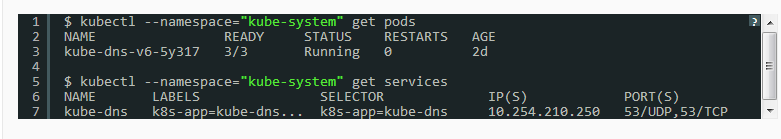 1 $ kubectl --namespace="kube-system" get pods
2 NAME READY STATUS RESTARTS AGE
3 kube-dns-v6-5y317 3/3 Running 0 2d
4
5 $ kubectl --namespace="kube-system" get services
6 NAME LABELS SELECTOR IP(S) PORT(S)
7 kube-dns k8s-app=kube-dns... k8s-app=kube-dns 10.254.210.250 53/UDP,53/TCP
?